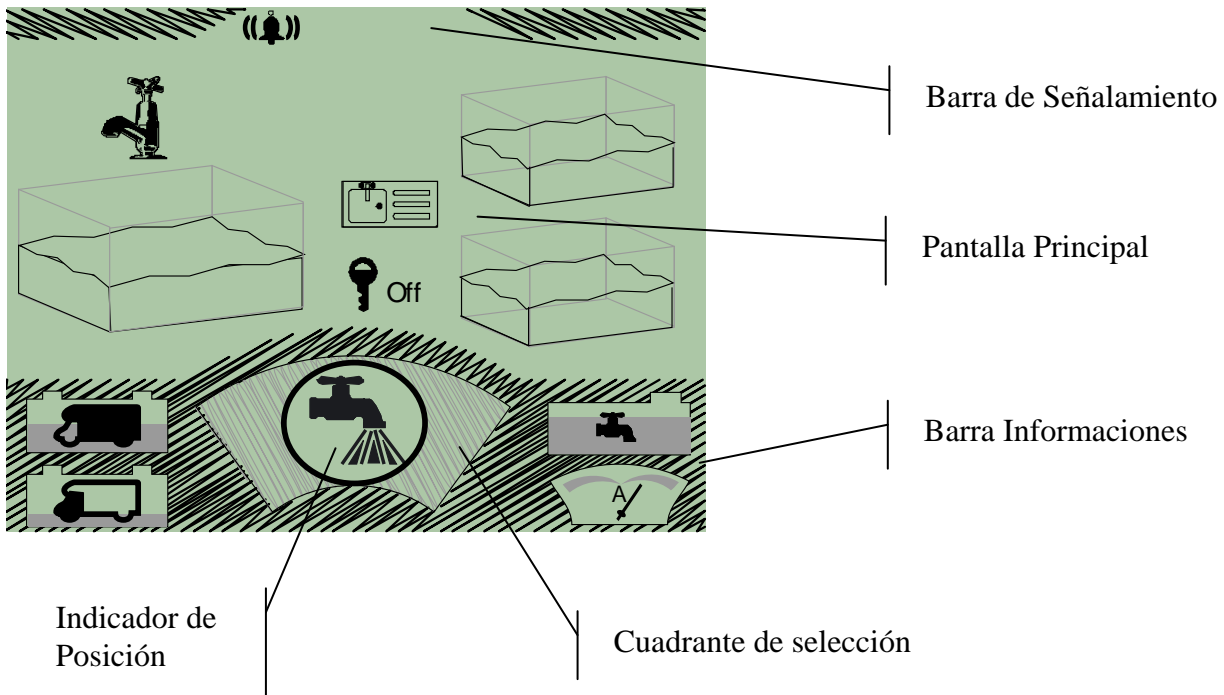 Barra de Señalamiento
Pantalla Principal
Off
Barra Informaciones
A
Indicador de
Posición
Cuadrante de selección